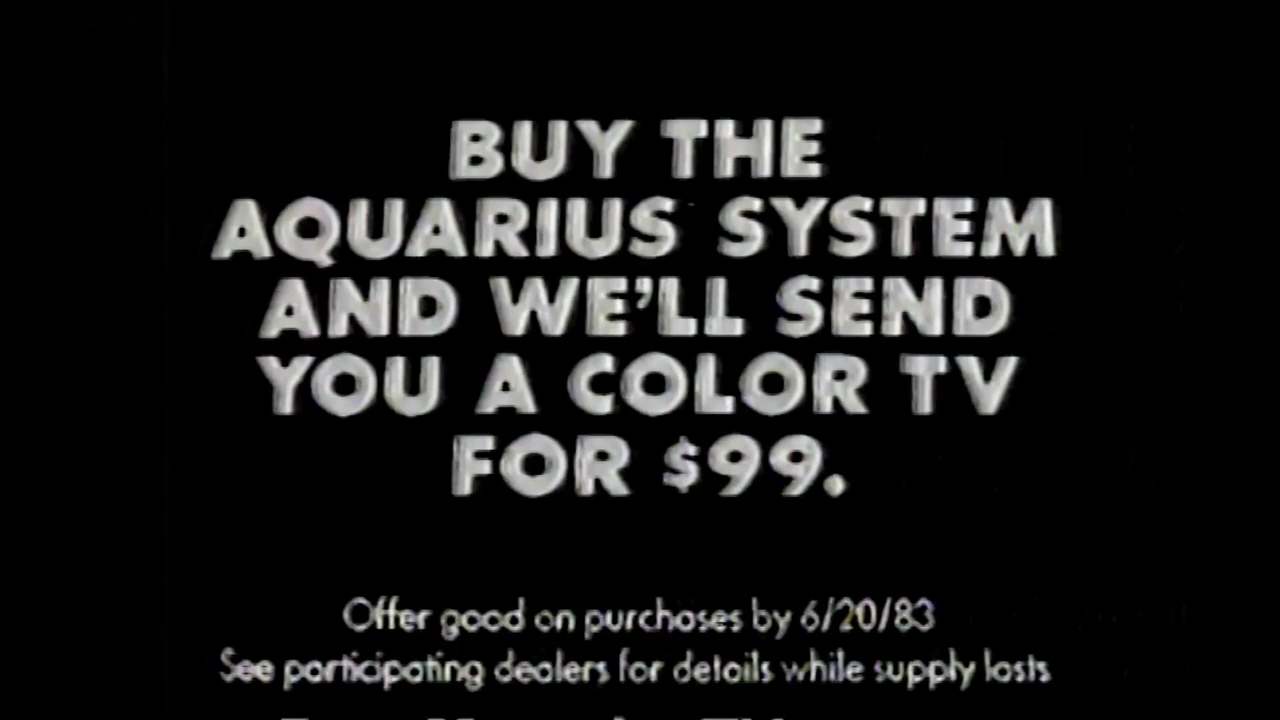 BUY THE
AQUARIUS SYSTEM
AND WE'LL SEND
YOU A COLOR TV
FOR $99.
Offer good on purchases by 6/20/83
See participating dealers for details while supply lasts